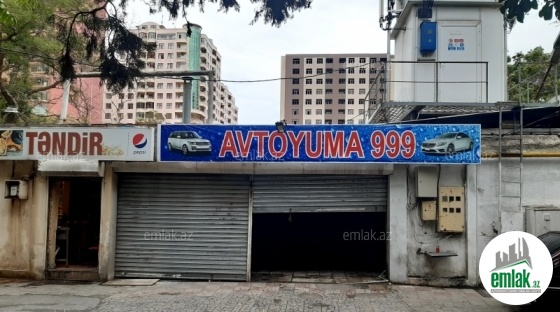 TƏNDİR
pepsi
AVTOYUMA 999
emlak.az
emlak.az
emlak.az